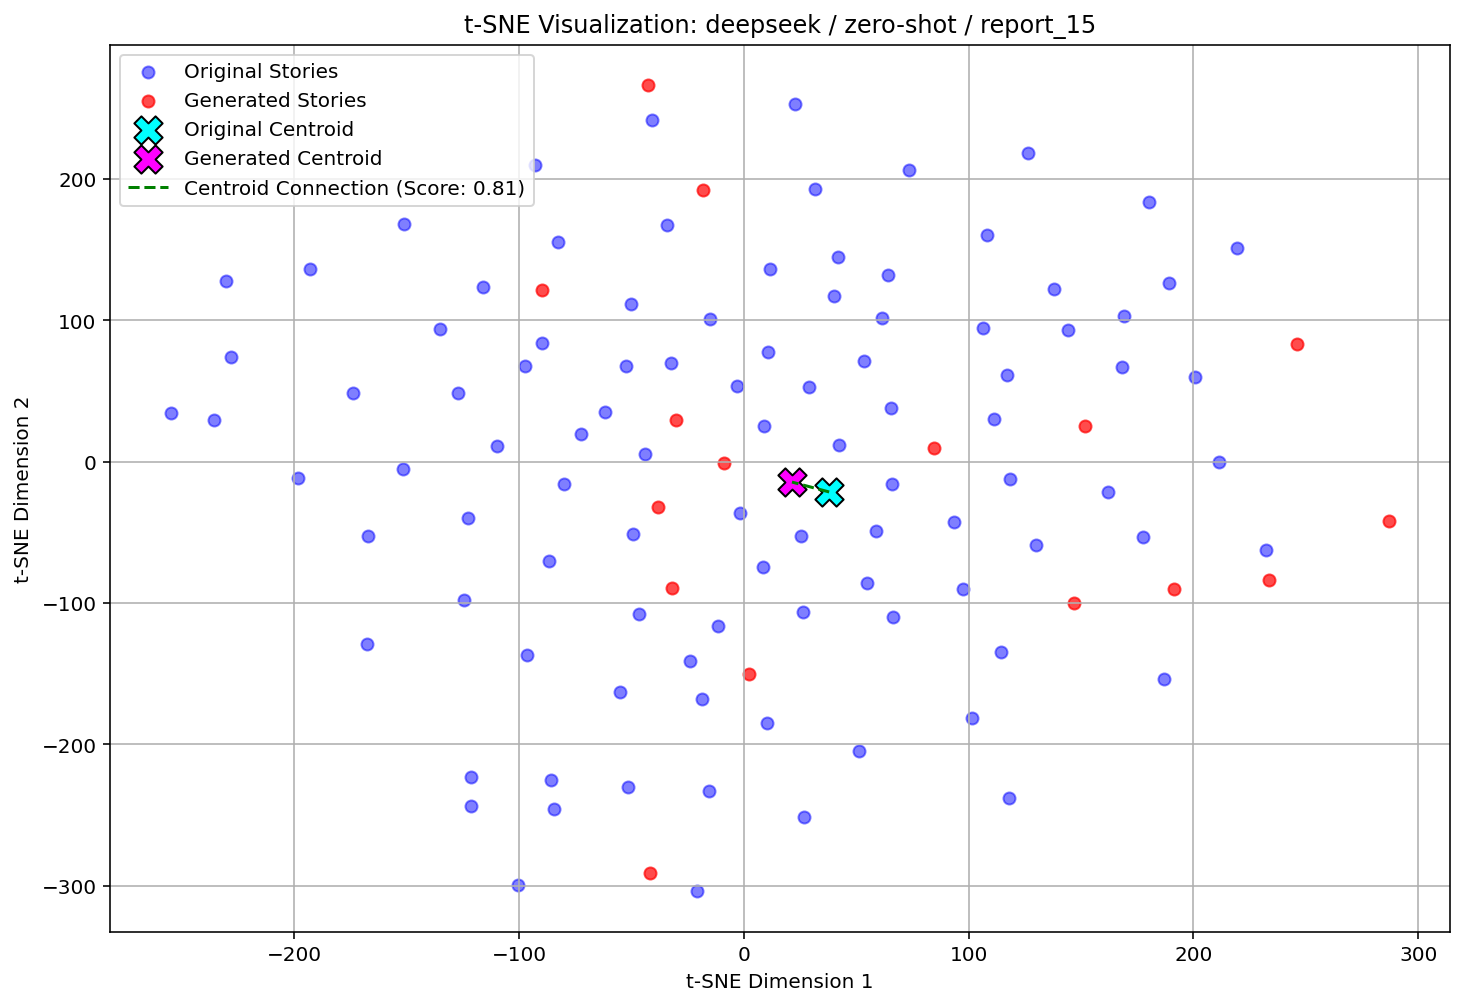 t-SNE Visualization: deepseek / zero-shot / report_15
Original Stories
Generated Stories
Original Centroid
Generated Centroid
Centroid Connection (Score: 0.81)
200
100
0
−100
−200
−300
t-SNE Dimension 2
−200
−100
0
100
200
300
t-SNE Dimension 1